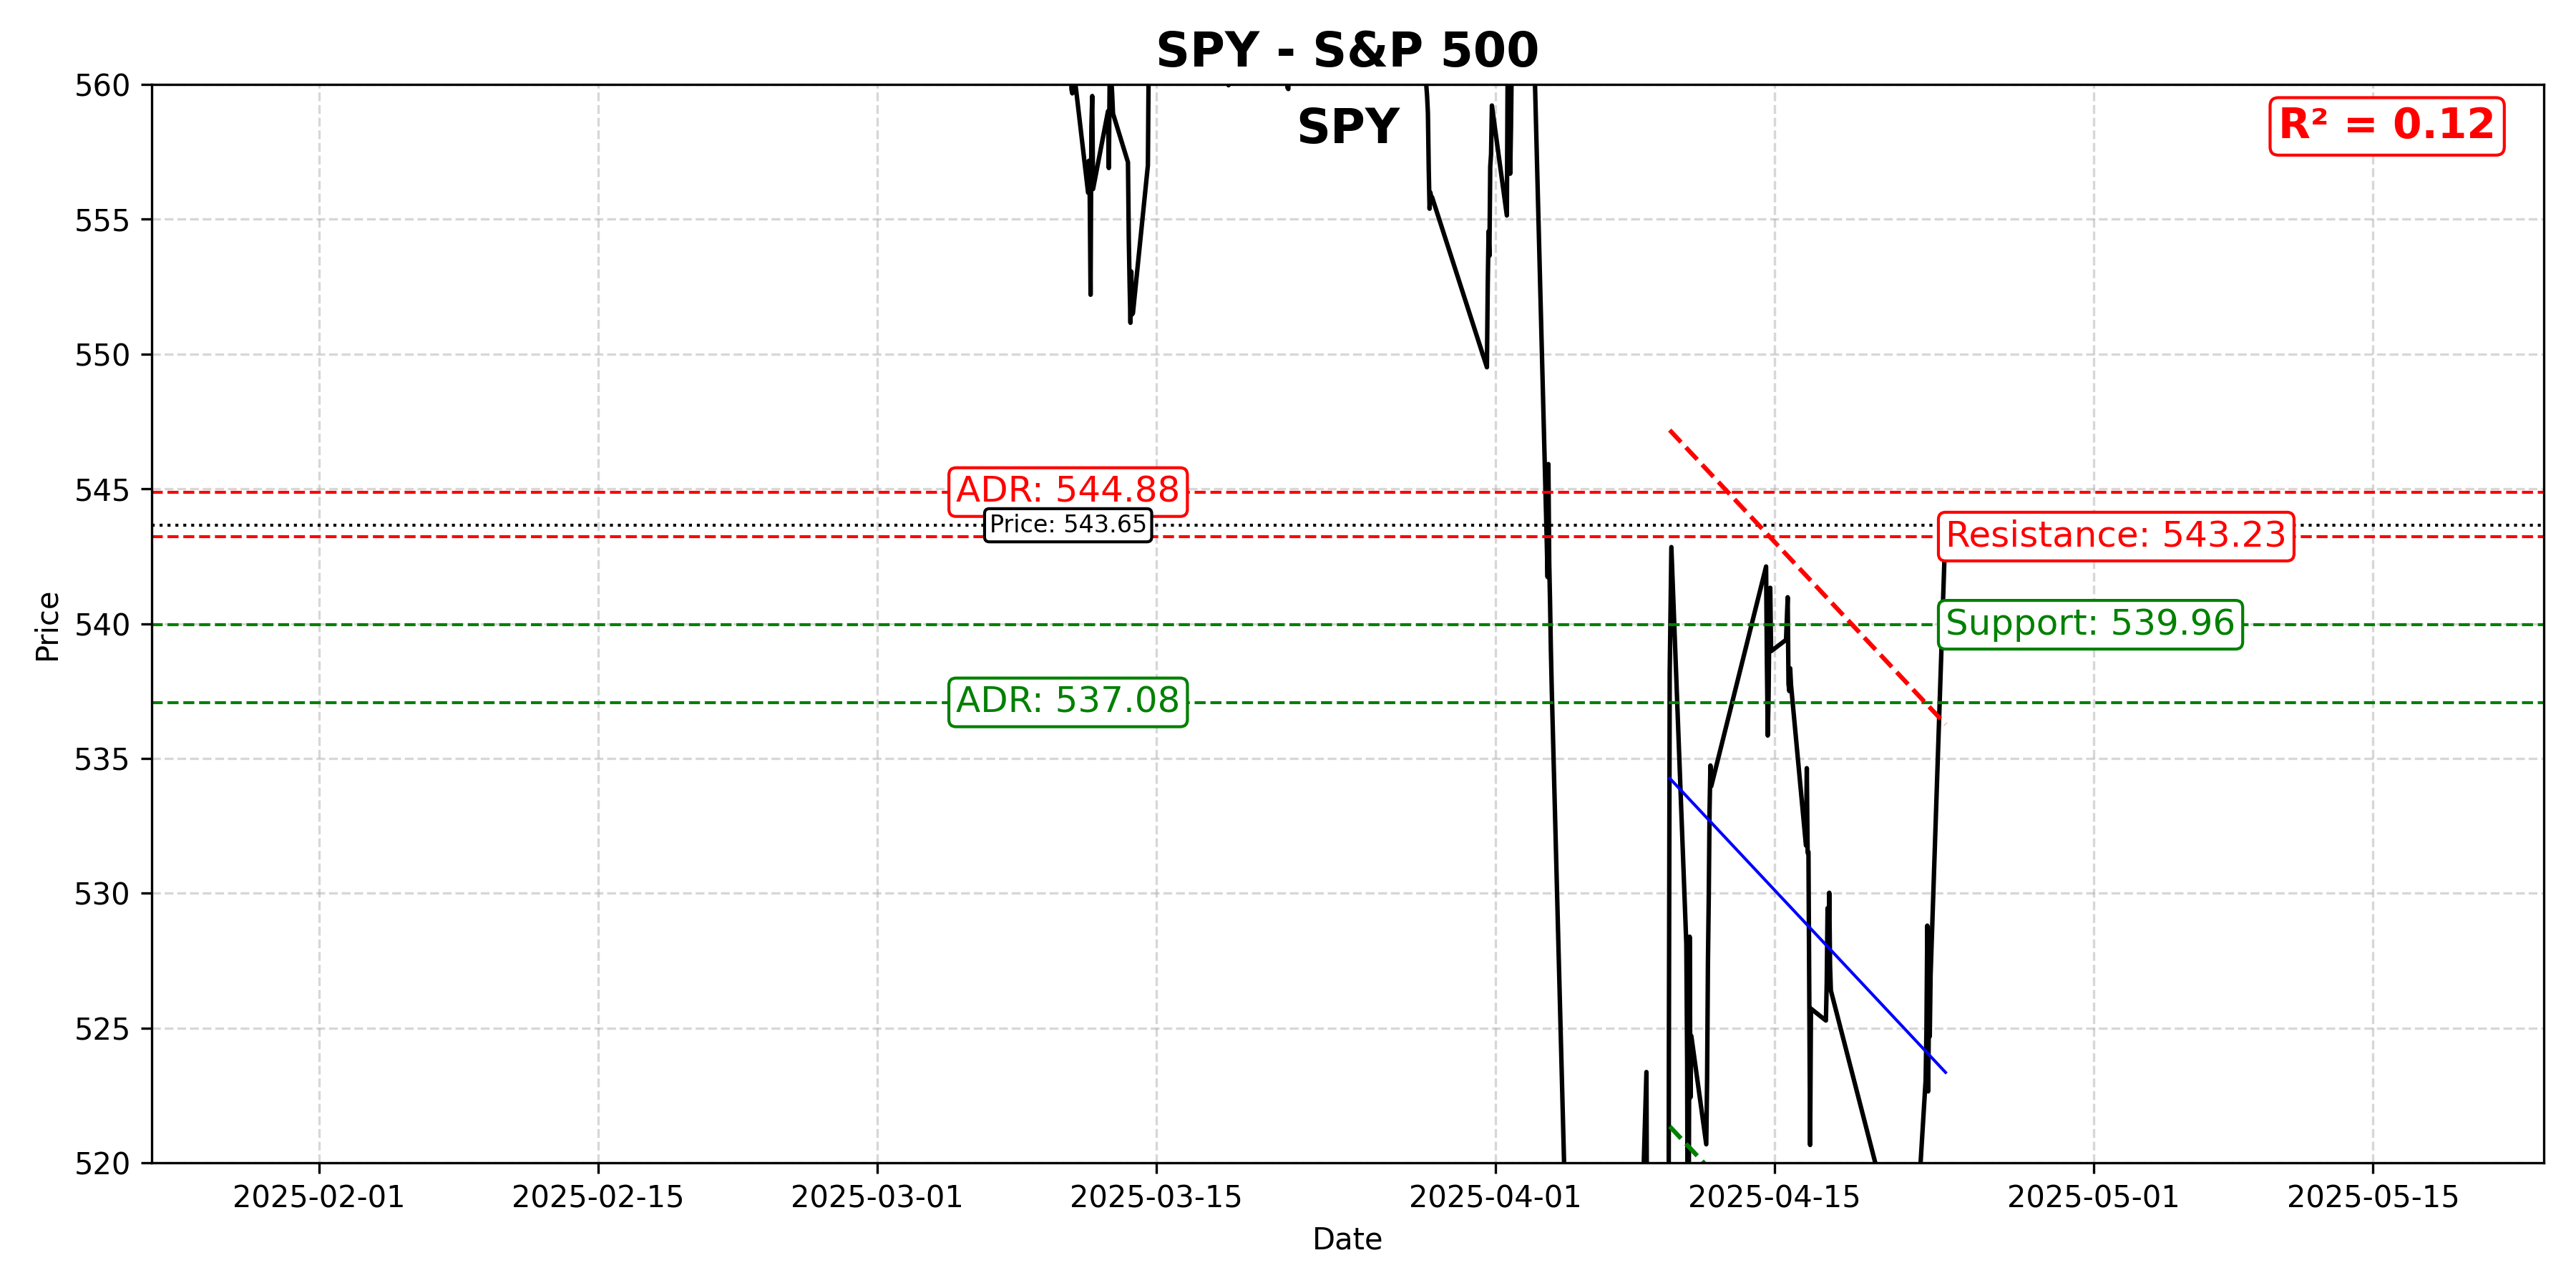 SPY - S&P 500
SPY
R² = 0.12
560
555
550
545
540
535
530
525
520
Price
ADR: 544.88
Price: 543.65
Resistance: 543.23
Support: 539.96
ADR: 537.08
2025-02-01
2025-02-15
2025-03-01
2025-03-15
2025-04-01
2025-04-15
2025-05-01
2025-05-15
Date